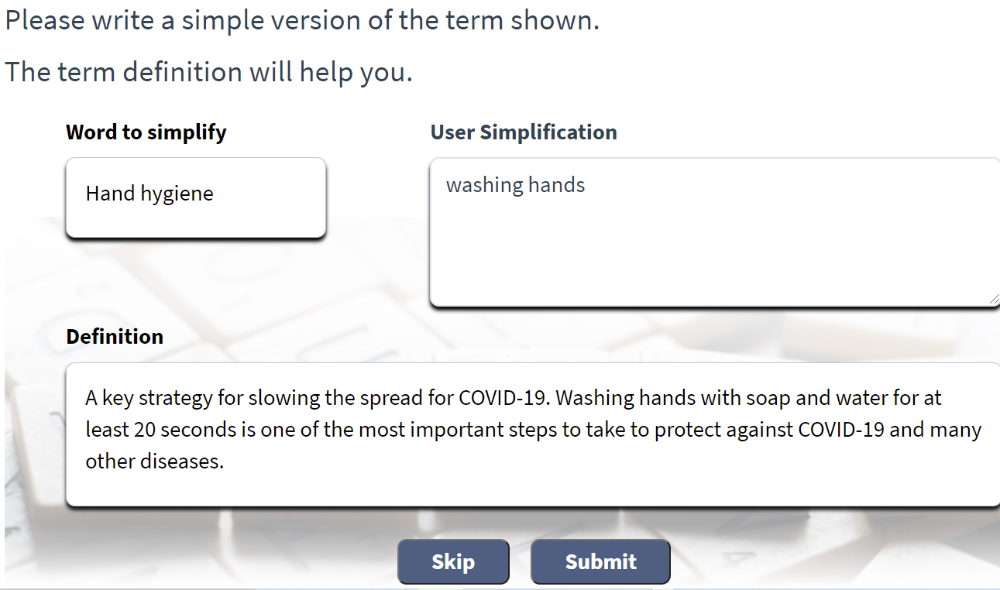 Please write a simple version of the term shown.
The term definition will help you.
Word to simplify
User Simplification
Hand hygiene
washing hands
Definition
A key strategy for slowing the spread for COVID-19. Washing hands with soap and water for at
least 20 seconds is one of the most important steps to take to protect against COVID-19 and many
other diseases.
Skip
Submit